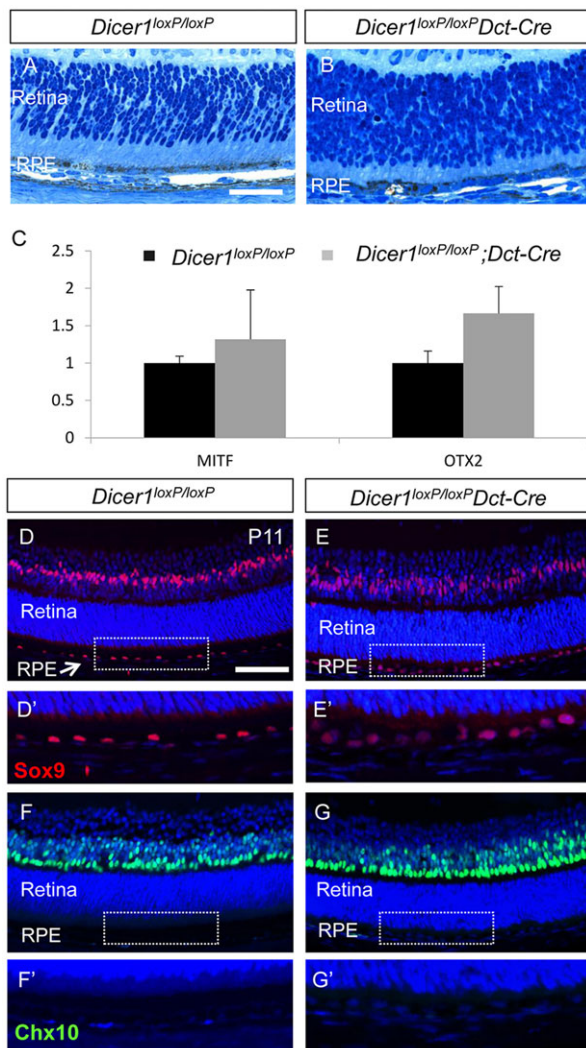 Dicer1loxP/loxP
Dicer1loxP/loxPDct-Cre
A
Retina
RPE
B
Retina
RPE
C
Dicer1loxP/loxP
Dicer1loxP/loxP;Dct-Cre
2.5
2
1.5
1
0.5
0
MITF
OTX2
Dicer1loxP/loxP
Dicer1loxP/loxPDct-Cre
D
P11
Retina
RPE
E
Retina
RPE
D'
Sox9
E'
F
Retina
RPE
G
Retina
RPE
F'
Chx10
G'